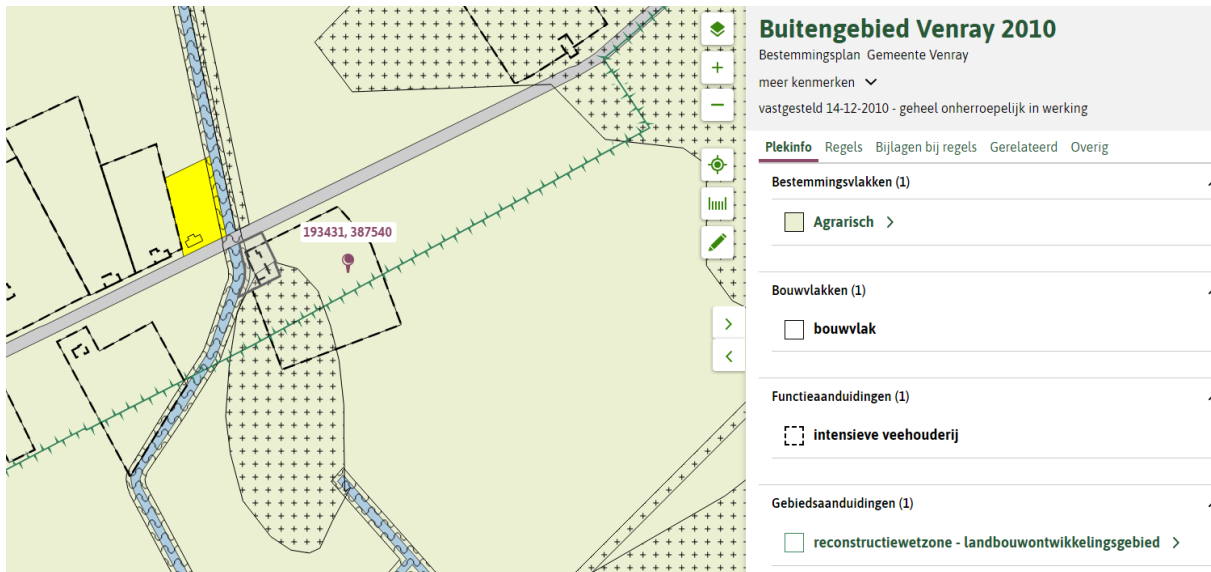 193431, 387540
Buitengebied Venray 2010
Bestemmingsplan Gemeente Venray
meer kenmerken
vastgesteld 14-12-2010 - geheel onherroepelijk in werking
Plekinfo Regels Bijlagen bij regels Gerelateerd Overig
Bestemmingsvlakken (1)
Agrarisch
Bouwvlakken (1)
bouwvlak
Functieaanduidingen (1)
intensieve veehouderij
Gebiedsaanduidingen (1)
reconstructiewetzone - landbouwontwikkelingsgebied